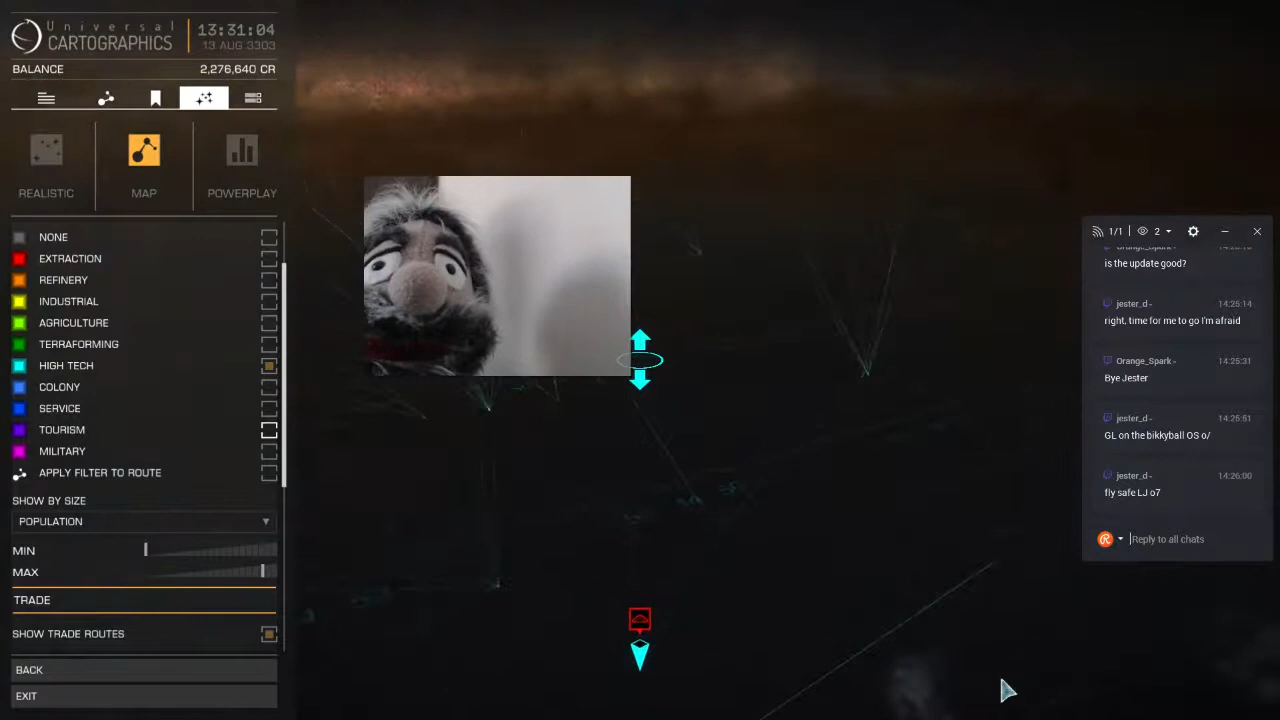 Universal
CARTOGRAPHICS
13:31:04
13 AUG 3303
BALANCE 2,276,640 CR
REALISTIC MAP POWERPLAY
NONE
EXTRACTION
REFINERY
INDUSTRIAL
AGRICULTURE
TERRAFORMING
HIGH TECH
COLONY
SERVICE
TOURISM
MILITARY
APPLY FILTER TO ROUTE
SHOW BY SIZE
POPULATION
MIN
MAX
TRADE
SHOW TRADE ROUTES
BACK
EXIT
1/1 2
is the update good?
jester_d 14:25:14
right, time for me to go I'm afraid
Orange_Spark 14:25:31
Bye Jester
jester_d 14:25:51
GL on the bikkyball OS o/
jester_d 14:26:00
fly safe LJ o7
Reply to all chats